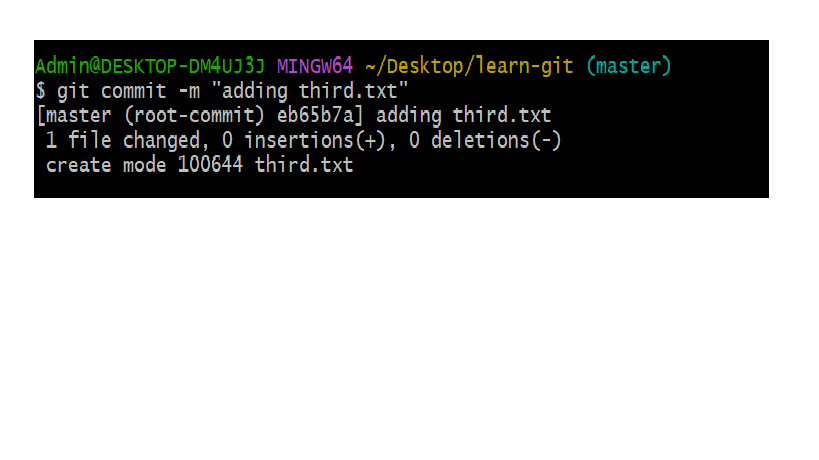 Admin@DESKTOP-DM4UJ3J MINGW64 ~/Desktop/learn-git (master)
$ git commit -m "adding third.txt"
[master (root-commit) eb65b7a] adding third.txt
 1 file changed, 0 insertions(+), 0 deletions(-)
 create mode 100644 third.txt